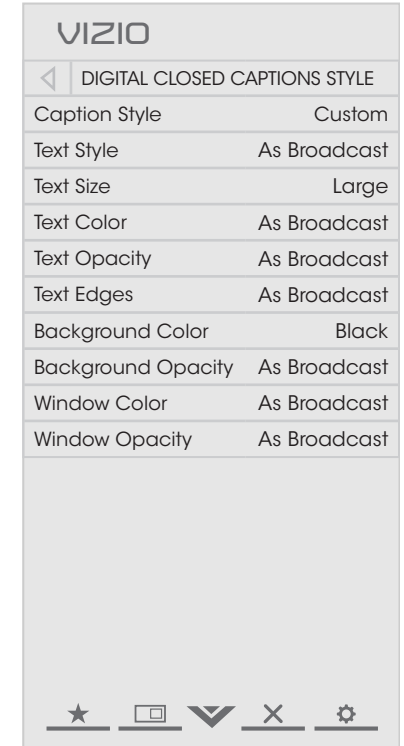 VIZIO
DIGITAL CLOSED CAPTIONS STYLE
Caption Style Custom
Text Style As Broadcast
Text Size Large
Text Color As Broadcast
Text Opacity As Broadcast
Text Edges As Broadcast
Background Color Black
Background Opacity As Broadcast
Window Color As Broadcast
Window Opacity As Broadcast